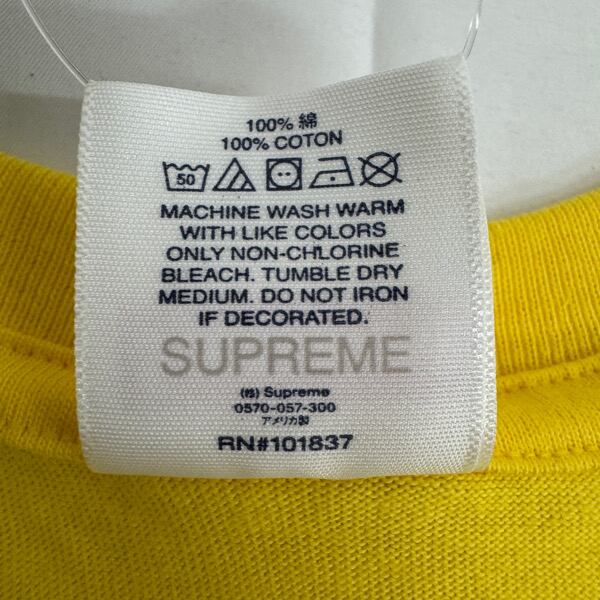 100% 綿
100% COTON
50
MACHINE WASH WARM
WITH LIKE COLORS
ONLY NON-CHLORINE
BLEACH. TUMBLE DRY
MEDIUM. DO NOT IRON
IF DECORATED.
SUPREME
(株) Supreme
0570-057-300
アメリカ製
RN#101837